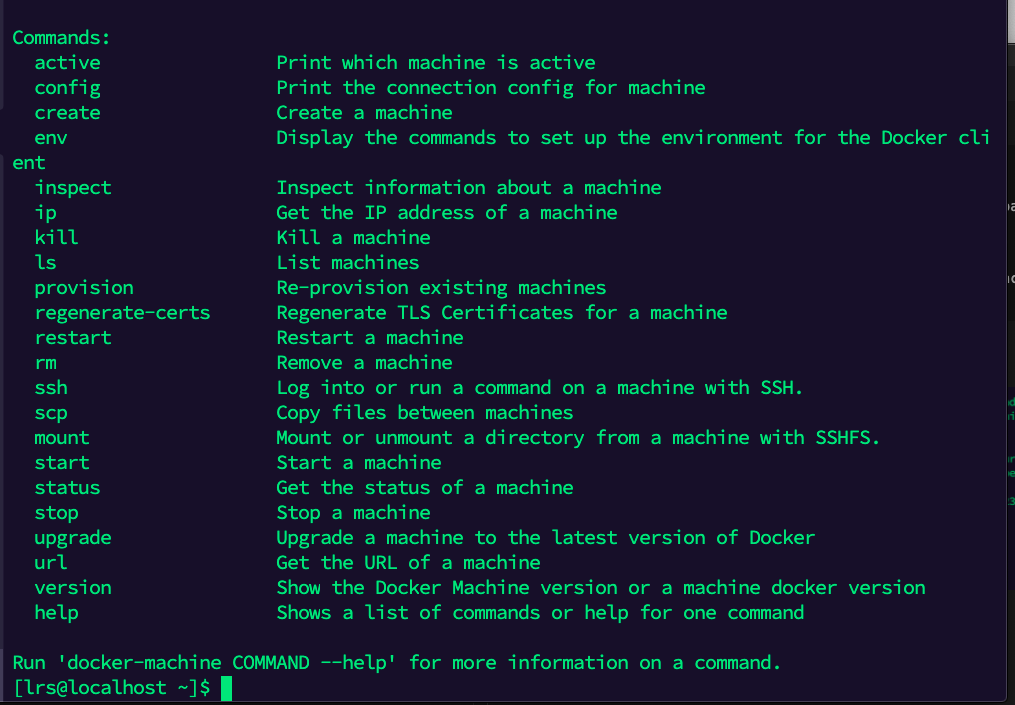 Commands:
  active                Print which machine is active
  config                Print the connection config for machine
  create                Create a machine
  env                   Display the commands to set up the environment for the Docker cli
ent
  inspect               Inspect information about a machine
  ip                    Get the IP address of a machine
  kill                  Kill a machine
  ls                    List machines
  provision             Re-provision existing machines
  regenerate-certs      Regenerate TLS Certificates for a machine
  restart               Restart a machine
  rm                    Remove a machine
  ssh                   Log into or run a command on a machine with SSH.
  scp                   Copy files between machines
  mount                 Mount or unmount a directory from a machine with SSHFS.
  start                 Start a machine
  status                Get the status of a machine
  stop                  Stop a machine
  upgrade               Upgrade a machine to the latest version of Docker
  url                   Get the URL of a machine
  version               Show the Docker Machine version or a machine docker version
  help                  Shows a list of commands or help for one command

Run 'docker-machine COMMAND --help' for more information on a command.
[lrs@localhost ~]$